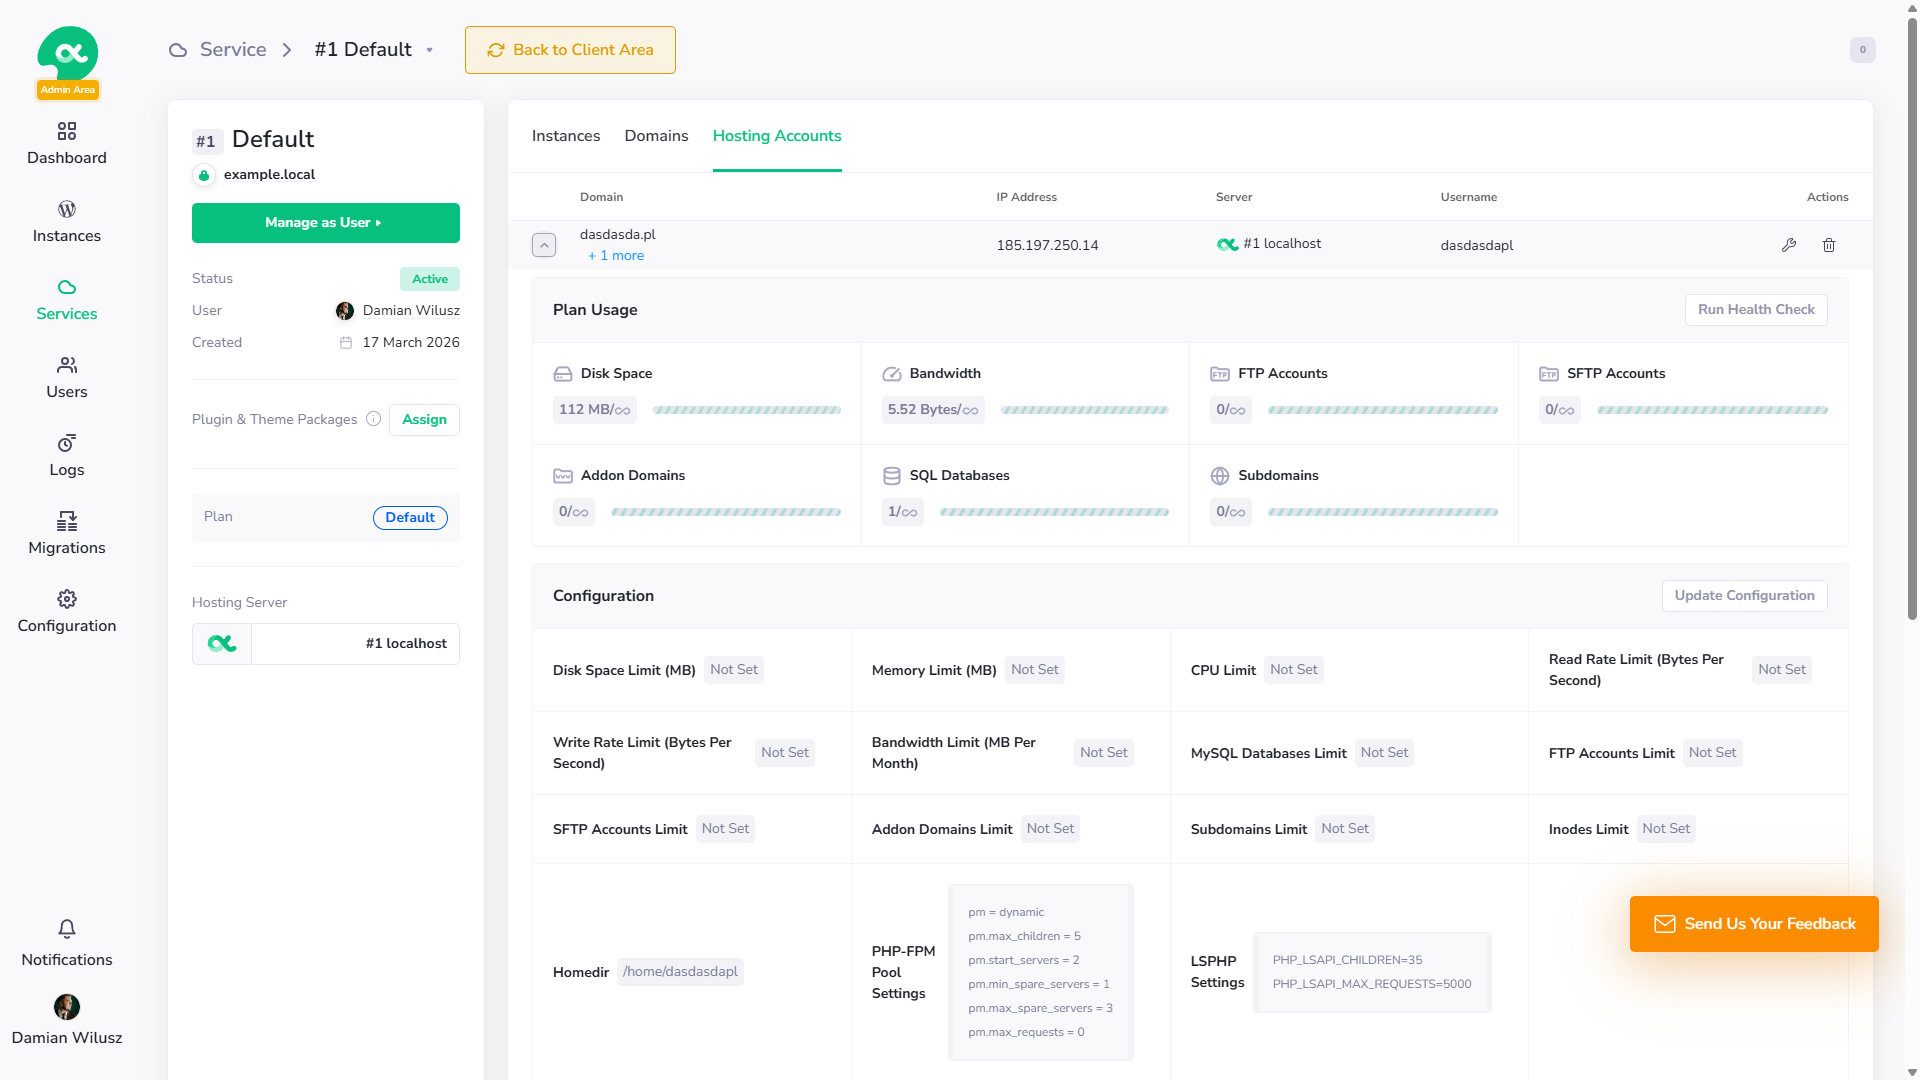 Admin Area
Dashboard
Instances
Services
Users
Logs
Migrations
Configuration
Notifications
Damian Wilusz
Service
#1 Default
Back to Client Area
0
#1 Default
example.local
Manage as User
Status Active
User Damian Wilusz
Created 17 March 2026
Plugin & Theme Packages Assign
Plan Default
Hosting Server
#1 localhost
Instances Domains Hosting Accounts
Domain IP Address Server Username Actions
dasdasda.pl
+ 1 more
185.197.250.14 #1 localhost dasdasdapl
Plan Usage Run Health Check
Disk Space
112 MB/∞
Bandwidth
5.52 Bytes/∞
FTP Accounts
0/∞
SFTP Accounts
0/∞
Addon Domains
0/∞
SQL Databases
1/∞
Subdomains
0/∞
Configuration Update Configuration
Disk Space Limit (MB) Not Set
Memory Limit (MB) Not Set
CPU Limit Not Set
Read Rate Limit (Bytes Per
Second)
Not Set
Write Rate Limit (Bytes Per
Second)
Not Set
Bandwidth Limit (MB Per
Month)
Not Set
MySQL Databases Limit Not Set
FTP Accounts Limit Not Set
SFTP Accounts Limit Not Set
Addon Domains Limit Not Set
Subdomains Limit Not Set
Inodes Limit Not Set
Homedir /home/dasdasdapl
PHP-FPM
Pool
Settings
pm = dynamic
pm.max_children = 5
pm.start_servers = 2
pm.min_spare_servers = 1
pm.max_spare_servers = 3
pm.max_requests = 0
LSPHP
Settings
PHP_LSAPI_CHILDREN=35
PHP_LSAPI_MAX_REQUESTS=5000
Send Us Your Feedback